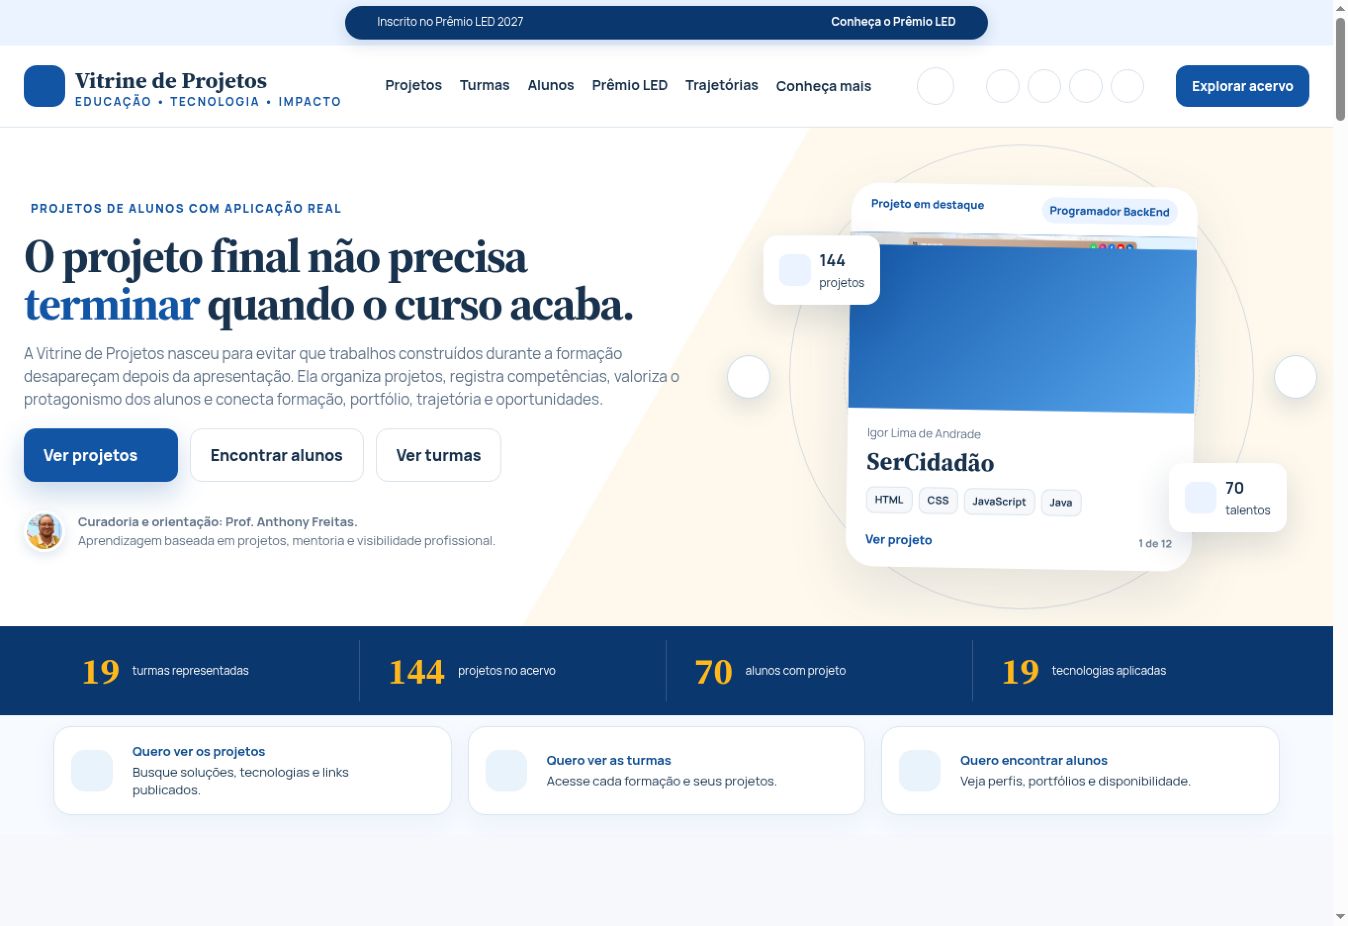 Inscrito no Prêmio LED 2027
Conheça o Prêmio LED
Vitrine de Projetos
EDUCAÇÃO • TECNOLOGIA • IMPACTO
Projetos
Turmas
Alunos
Prêmio LED
Trajetórias
Conheça mais
Explorar acervo
PROJETOS DE ALUNOS COM APLICAÇÃO REAL
O projeto final não precisa
terminar quando o curso acaba.
A Vitrine de Projetos nasceu para evitar que trabalhos construídos durante a formação
desapareçam depois da apresentação. Ela organiza projetos, registra competências, valoriza o
protagonismo dos alunos e conecta formação, portfólio, trajetória e oportunidades.
Ver projetos
Encontrar alunos
Ver turmas
Curadoria e orientação: Prof. Anthony Freitas.
Aprendizagem baseada em projetos, mentoria e visibilidade profissional.
Projeto em destaque
Programador BackEnd
144
projetos
Igor Lima de Andrade
SerCidadão
HTML
CSS
JavaScript
Java
Ver projeto
1 de 12
70
talentos
19
turmas representadas
144
projetos no acervo
70
alunos com projeto
19
tecnologias aplicadas
Quero ver os projetos
Busque soluções, tecnologias e links
publicados.
Quero ver as turmas
Acesse cada formação e seus projetos.
Quero encontrar alunos
Veja perfis, portfólios e disponibilidade.